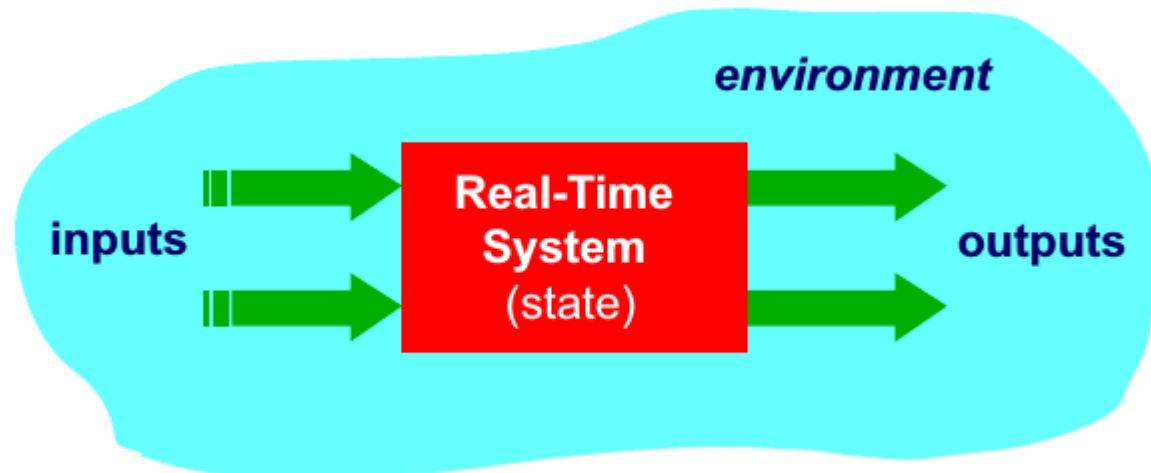 environment
inputs
Real-Time
System
(state)
outputs